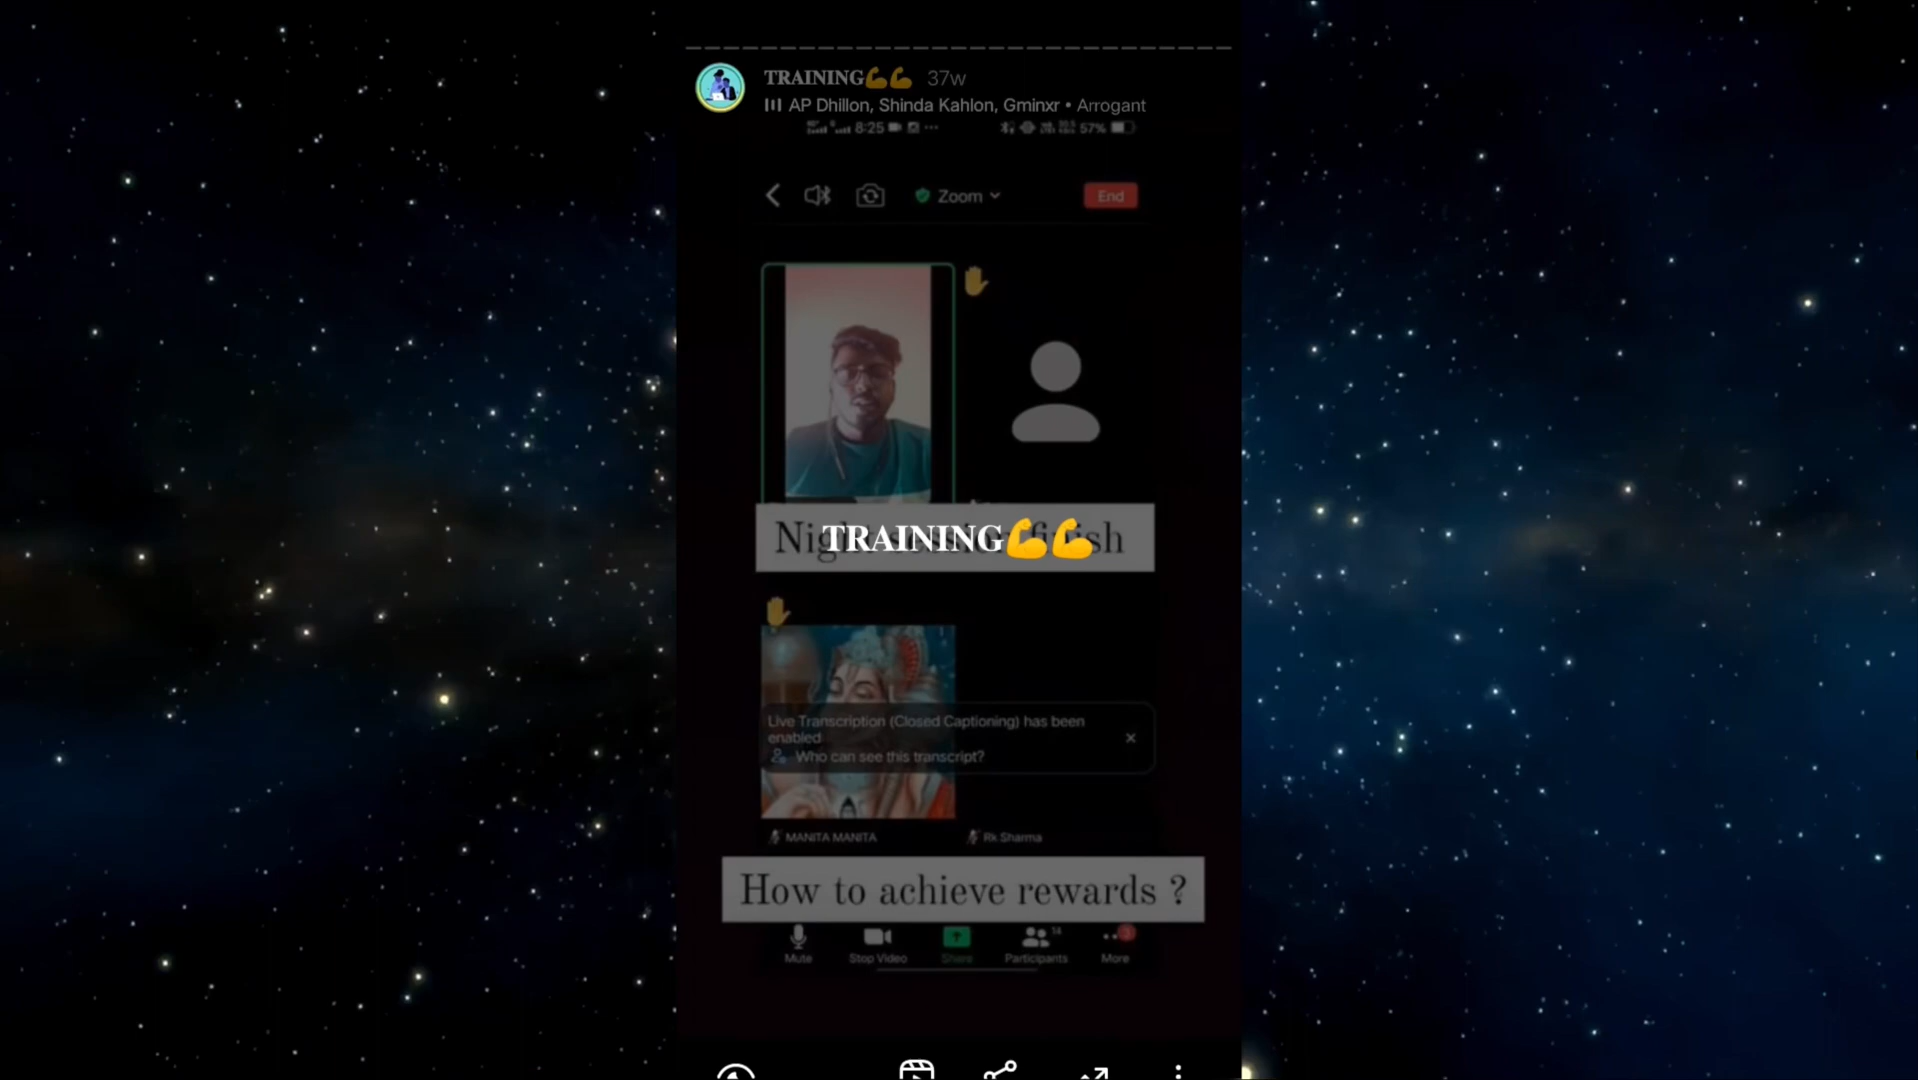 TRAINING💪💪 37w
AP Dhillon, Shinda Kahlon, Gminxr • Arrogant
8:25 ... 57%
Zoom
End
TRAINING💪💪
Live Transcription (Closed Captioning) has been
enabled
Who can see this transcript?
MANITA MANITA
Rk Sharma
How to achieve rewards ?
Mute
Stop Video
Share
Participants
More